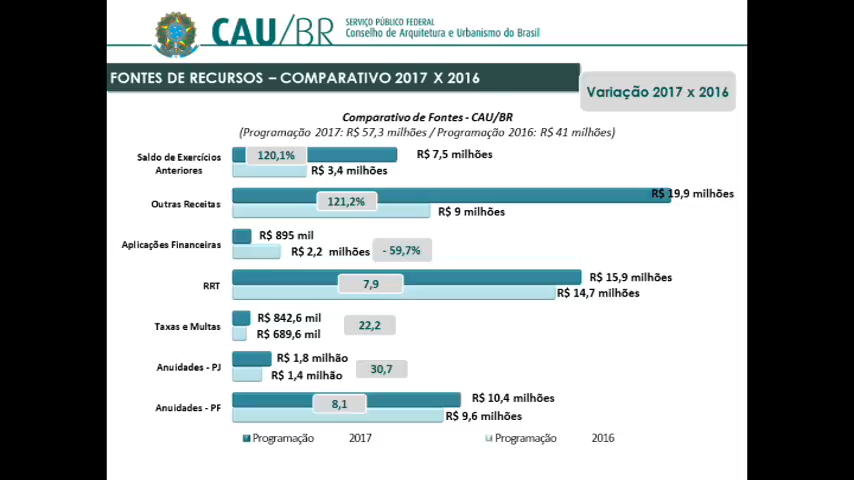 CAU/BR
SERVIÇO PÚBLICO FEDERAL
Conselho de Arquitetura e Urbanismo do Brasil
FONTES DE RECURSOS – COMPARATIVO 2017 X 2016
Variação 2017 x 2016
Comparativo de Fontes - CAU/BR
(Programação 2017: R$ 57,3 milhões / Programação 2016: R$ 41 milhões)
Saldo de Exercícios
Anteriores
120,1%
R$ 7,5 milhões
R$ 3,4 milhões
Outras Receitas
121,2%
R$ 19,9 milhões
R$ 9 milhões
Aplicações Financeiras
R$ 895 mil
R$ 2,2 milhões
- 59,7%
RRT
7,9
R$ 15,9 milhões
R$ 14,7 milhões
Taxas e Multas
R$ 842,6 mil
R$ 689,6 mil
22,2
Anuidades - PJ
R$ 1,8 milhão
R$ 1,4 milhão
30,7
Anuidades - PF
8,1
R$ 10,4 milhões
R$ 9,6 milhões
Programação 2017
Programação 2016